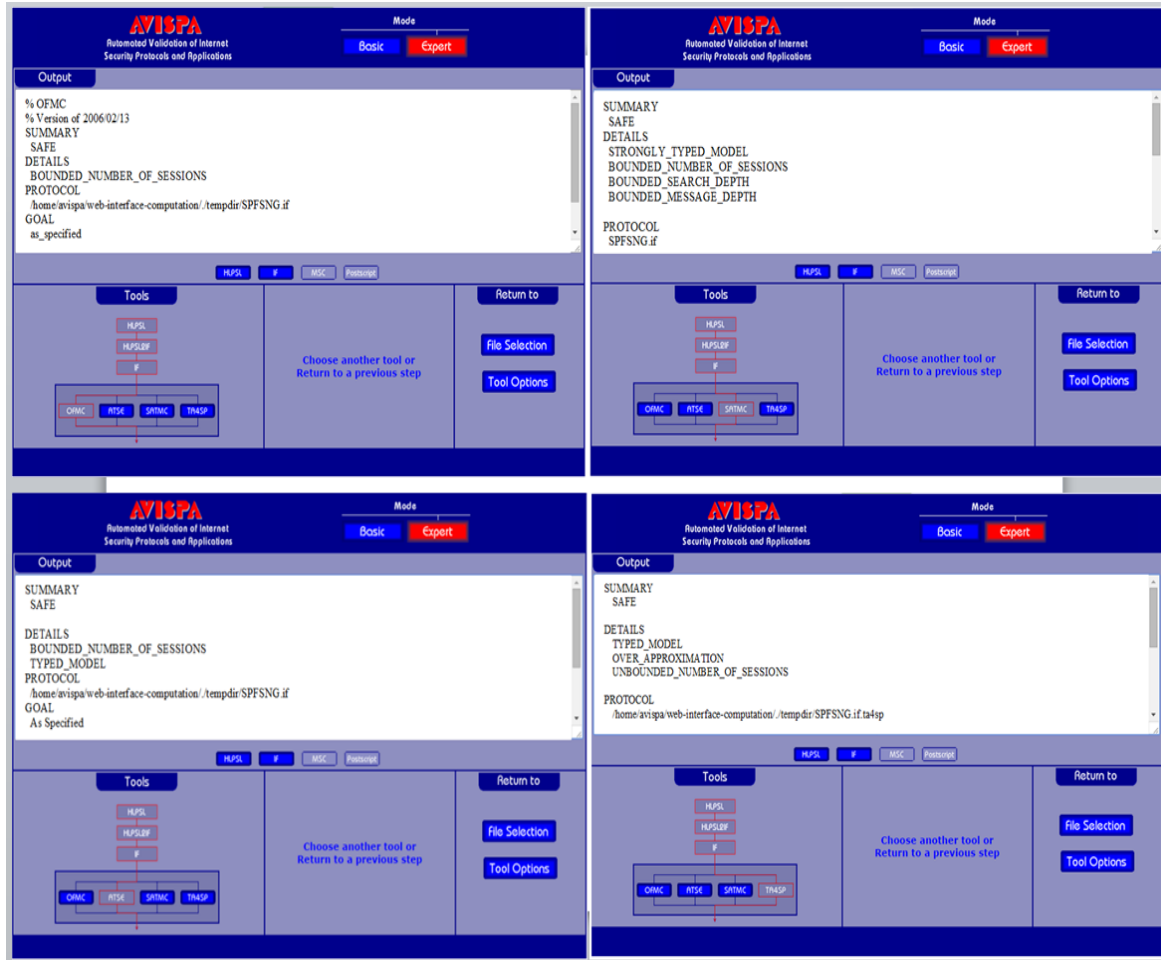 AVISPA
Automated Validation of Internet
Security Protocols and Applications
Mode
Basic Expert
Output
% OFMC
% Version of 2006/02/13
SUMMARY
SAFE
DETAILS
BOUNDED_NUMBER_OF_SESSIONS
PROTOCOL
/home/avispa/web-interface-computation/./tempdir/SPFSNG.if
GOAL
as_specified
HLPSL IF MSC Postscript
Tools
HLPSL
HLPSL2IF
IF
OFMC ATSE SATMC TA4SP
Choose another tool or
Return to a previous step
Return to
File Selection
Tool Options
AVISPA
Automated Validation of Internet
Security Protocols and Applications
Mode
Basic Expert
Output
SUMMARY
SAFE
DETAILS
STRONGLY_TYPED_MODEL
BOUNDED_NUMBER_OF_SESSIONS
BOUNDED_SEARCH_DEPTH
BOUNDED_MESSAGE_DEPTH
PROTOCOL
SPFSNG.if
HLPSL IF MSC Postscript
Tools
HLPSL
HLPSL2IF
IF
OFMC ATSE SATMC TA4SP
Choose another tool or
Return to a previous step
Return to
File Selection
Tool Options
AVISPA
Automated Validation of Internet
Security Protocols and Applications
Mode
Basic Expert
Output
SUMMARY
SAFE
DETAILS
BOUNDED_NUMBER_OF_SESSIONS
TYPED_MODEL
PROTOCOL
/home/avispa/web-interface-computation/./tempdir/SPFSNG.if
GOAL
As Specified
HLPSL IF MSC Postscript
Tools
HLPSL
HLPSL2IF
IF
OFMC ATSE SATMC TA4SP
Choose another tool or
Return to a previous step
Return to
File Selection
Tool Options
AVISPA
Automated Validation of Internet
Security Protocols and Applications
Mode
Basic Expert
Output
SUMMARY
SAFE
DETAILS
TYPED_MODEL
OVER_APPROXIMATION
UNBOUNDED_NUMBER_OF_SESSIONS
PROTOCOL
/home/avispa/web-interface-computation/./tempdir/SPFSNG.if.ta4sp
HLPSL IF MSC Postscript
Tools
HLPSL
HLPSL2IF
IF
OFMC ATSE SATMC TA4SP
Choose another tool or
Return to a previous step
Return to
File Selection
Tool Options